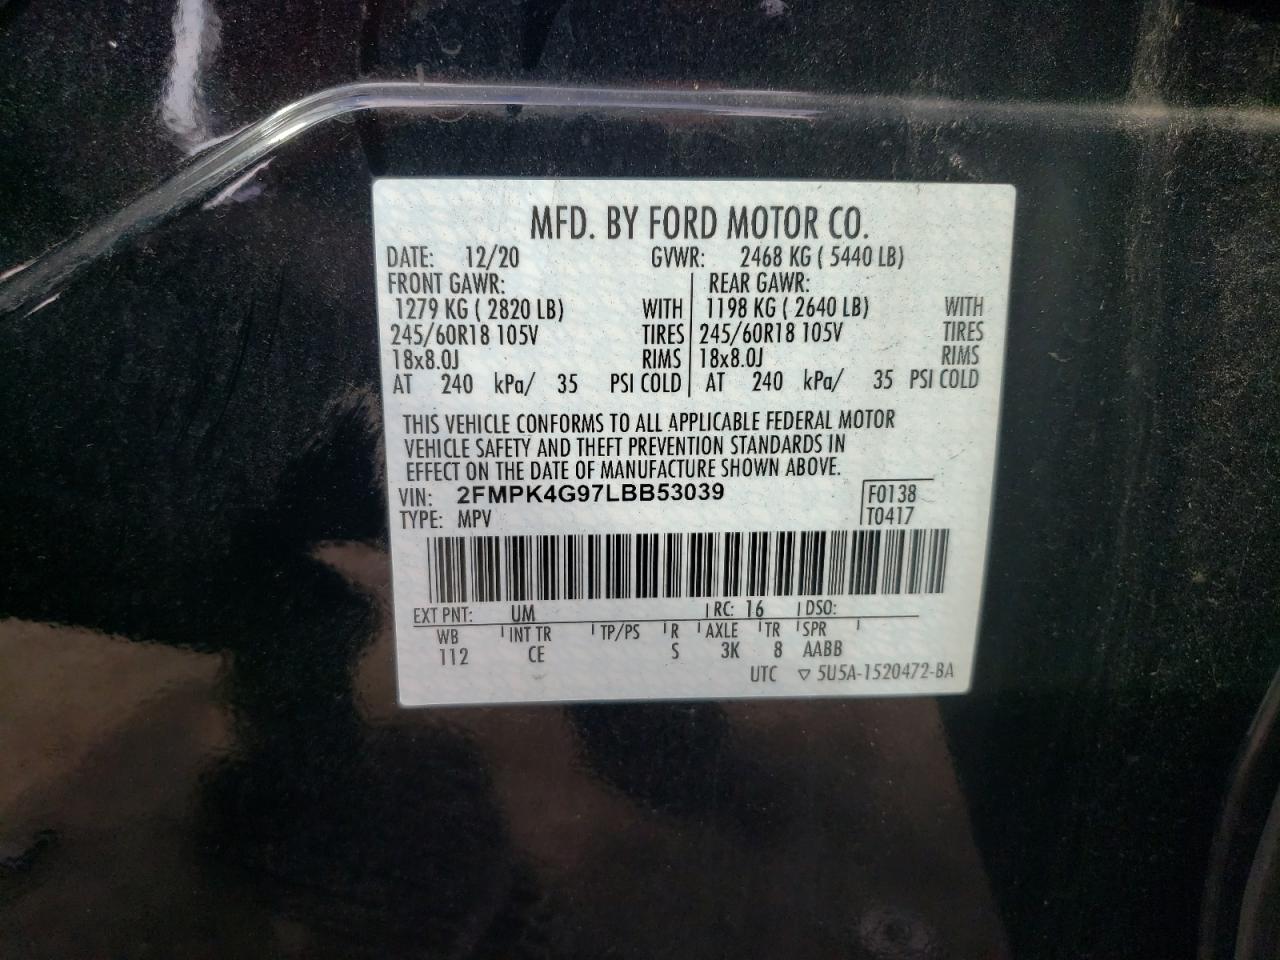 MFD. BY FORD MOTOR CO.
DATE: 12/20 GVWR: 2468 KG ( 5440 LB)
FRONT GAWR: REAR GAWR:
1279 KG ( 2820 LB) WITH 1198 KG ( 2640 LB) WITH
245/60R18 105V TIRES 245/60R18 105V TIRES
18x8.0J RIMS 18x8.0J RIMS
AT 240 kPa/ 35 PSI COLD AT 240 kPa/ 35 PSI COLD
THIS VEHICLE CONFORMS TO ALL APPLICABLE FEDERAL MOTOR
VEHICLE SAFETY AND THEFT PREVENTION STANDARDS IN
EFFECT ON THE DATE OF MANUFACTURE SHOWN ABOVE.
VIN: 2FMPK4G97LBB53039 F0138
TYPE: MPV T0417
EXT PNT: UM RC: 16 DSO:
WB INT TR TP/PS R AXLE TR SPR
112 CE S 3K 8 AABB
UTC ▽ 5U5A-1520472-BA